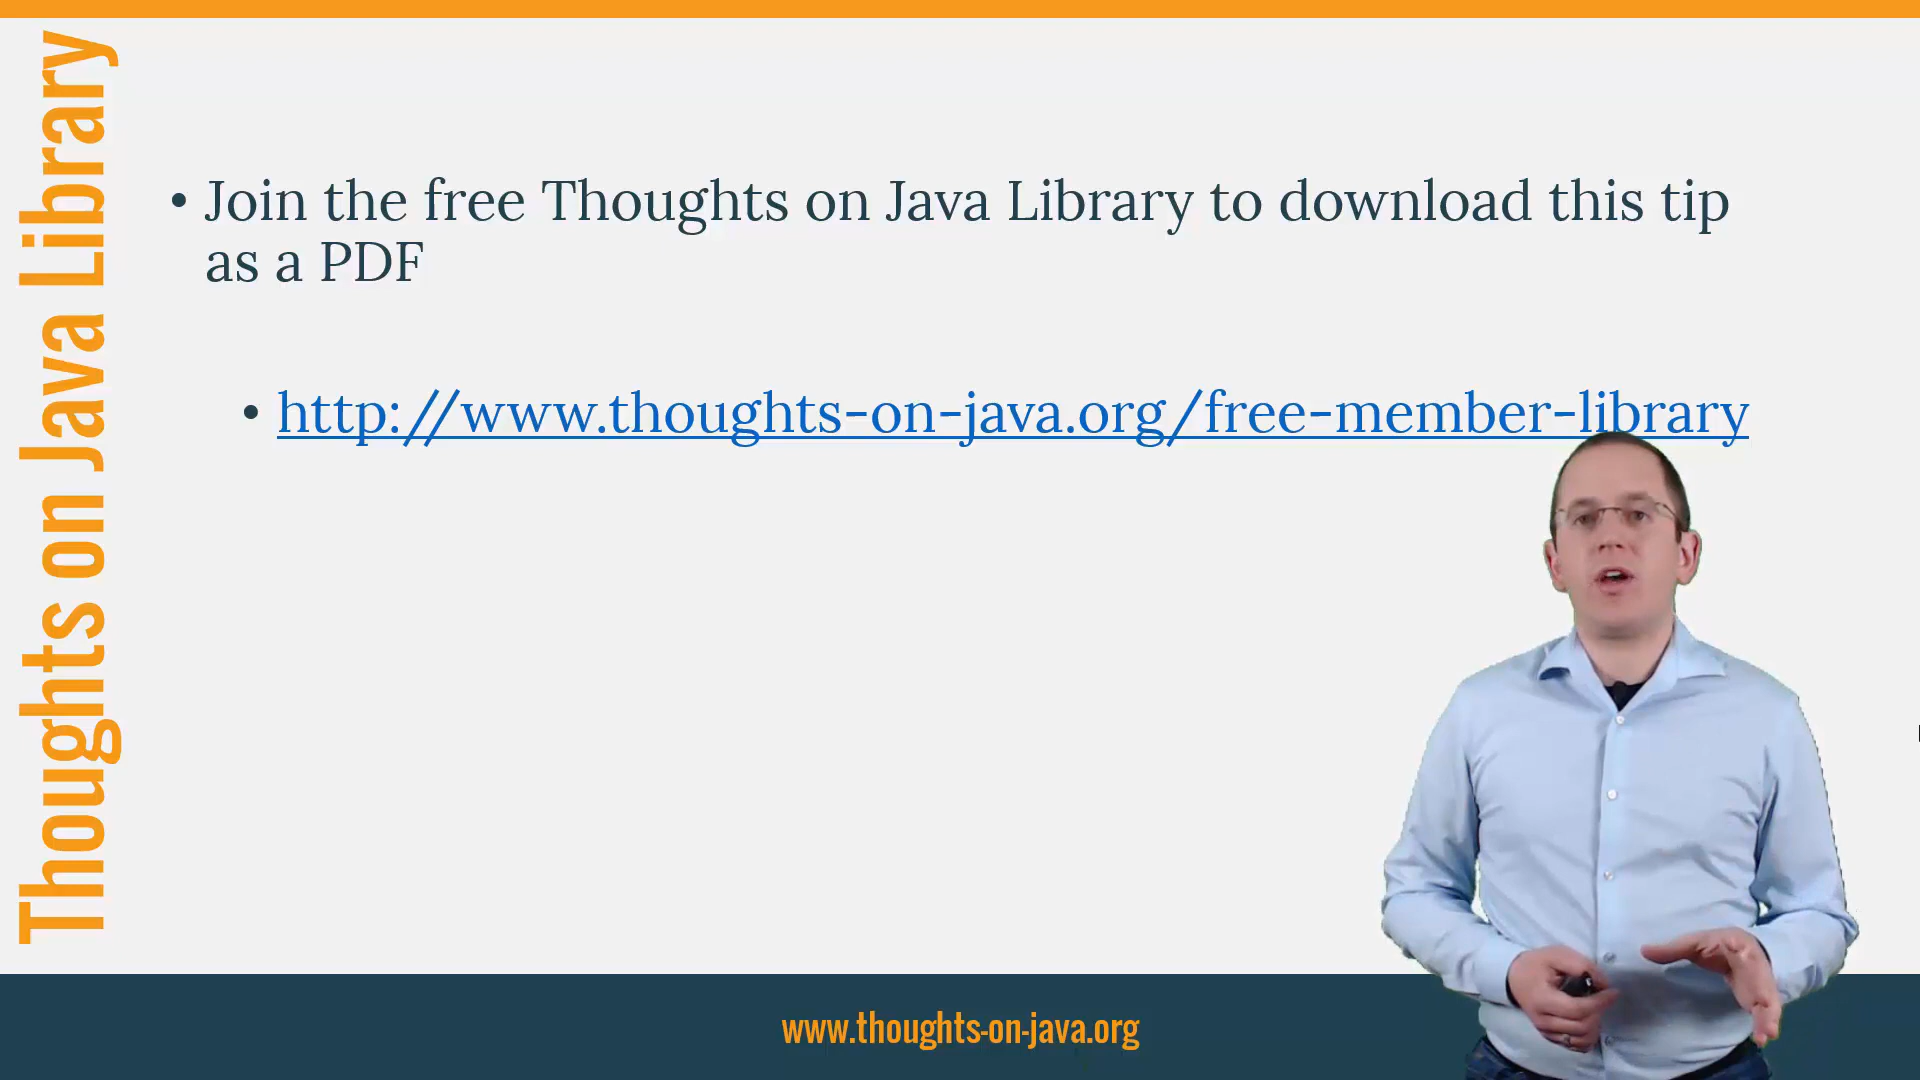 Thoughts on Java Library
• Join the free Thoughts on Java Library to download this tip
as a PDF
• http://www.thoughts-on-java.org/free-member-library
www.thoughts-on-java.org